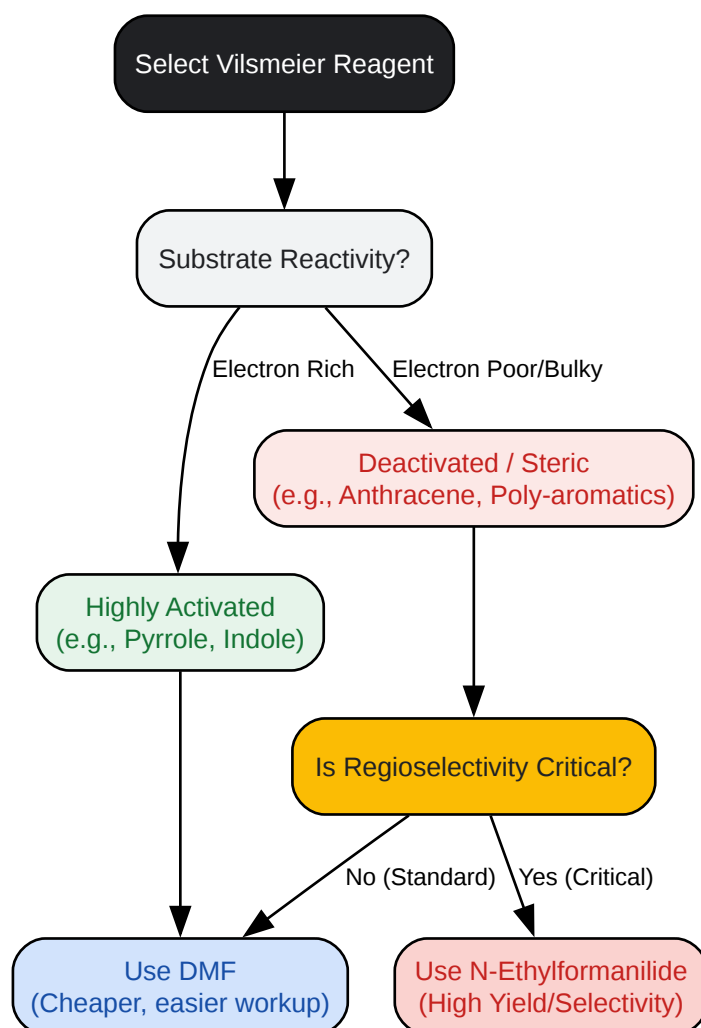 Select Vilsmeier Reagent
Substrate Reactivity?
Electron Rich
Electron Poor/Bulky
Deactivated / Steric
(e.g., Anthracene, Poly-aromatics)
Highly Activated
(e.g., Pyrrole, Indole)
Is Regioselectivity Critical?
No (Standard)
Yes (Critical)
Use DMF
(Cheaper, easier workup)
Use N-Ethylformanilide
(High Yield/Selectivity)